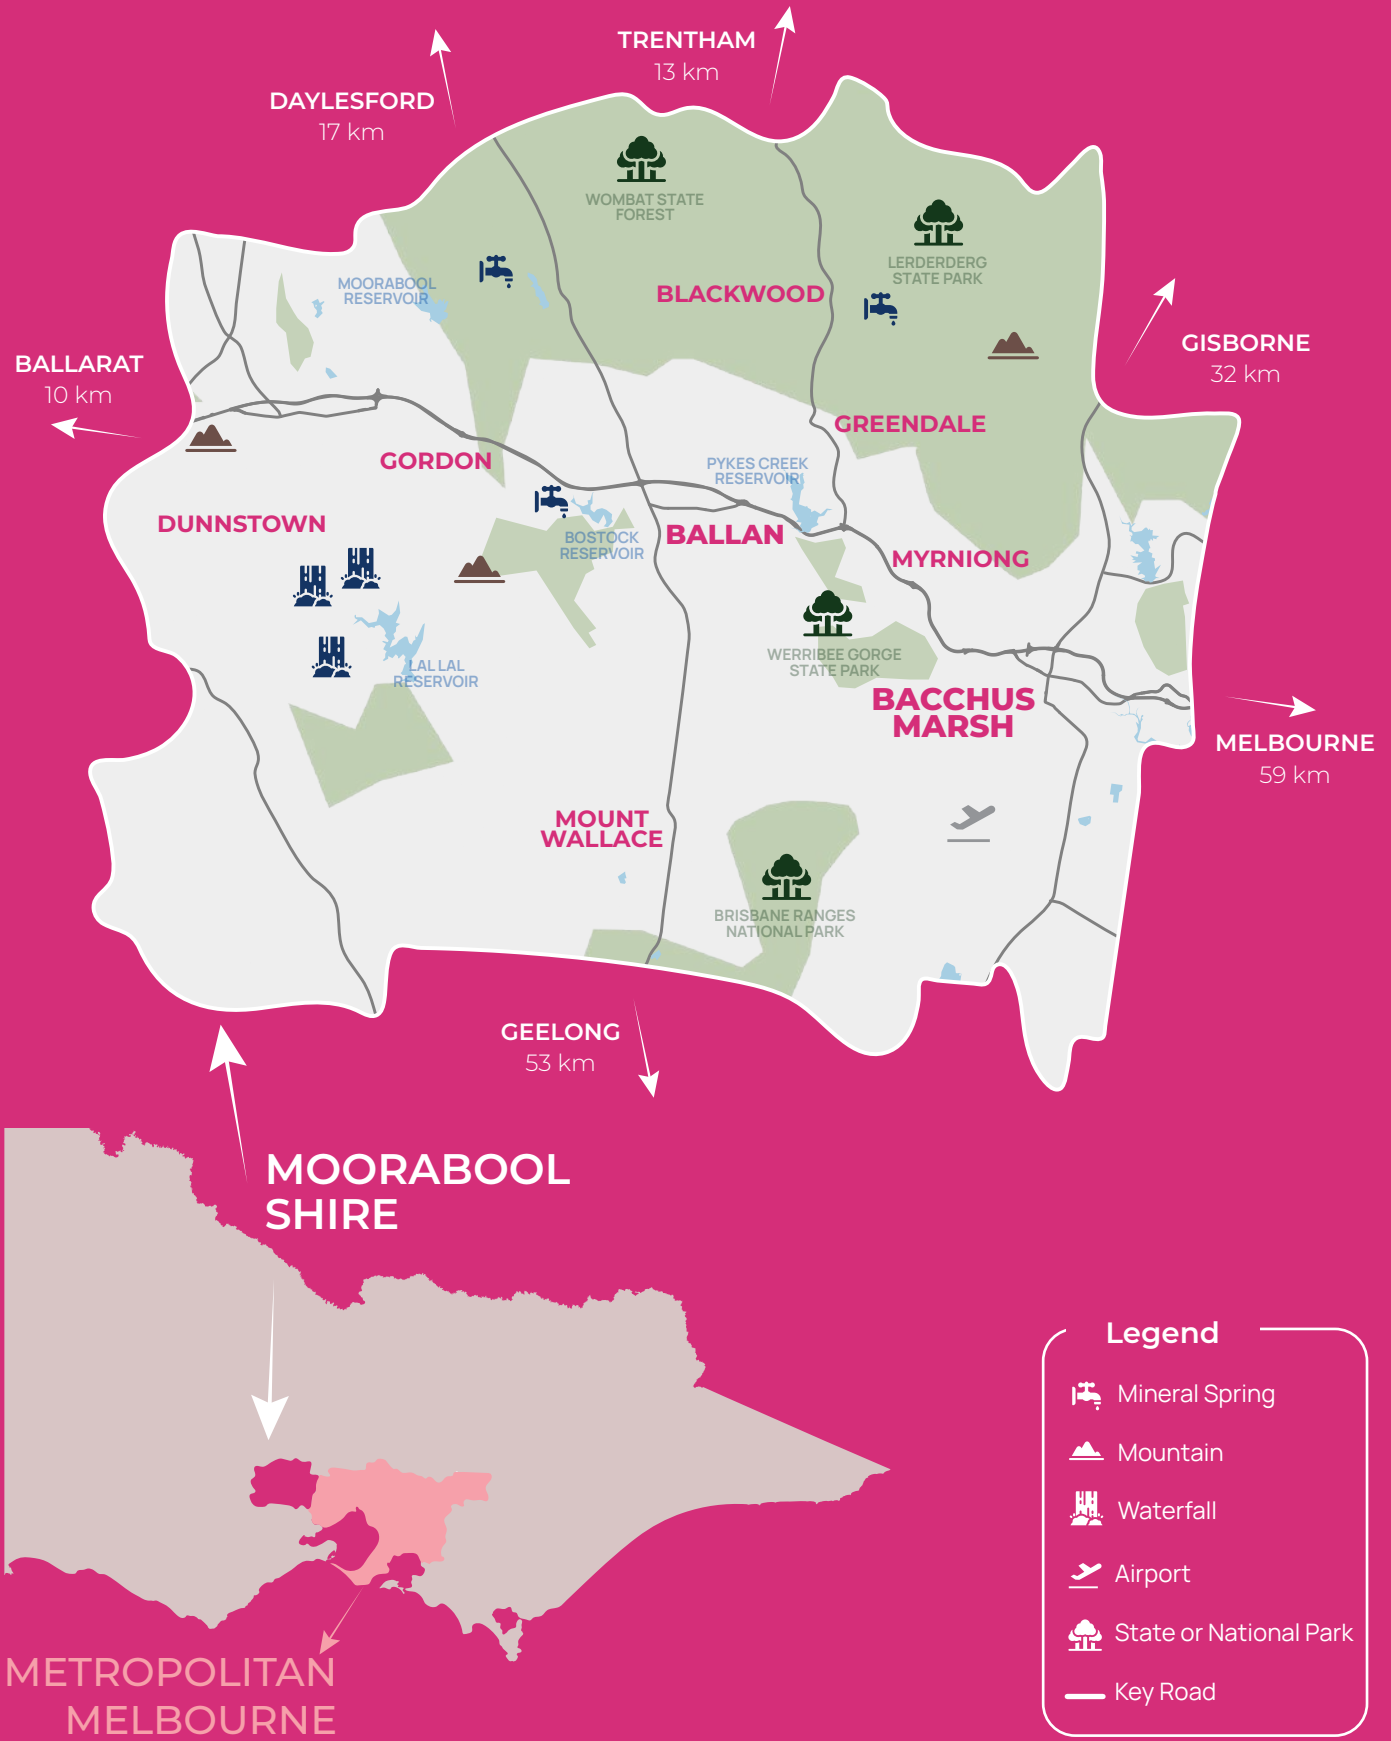 TRENTHAM
13 km
DAYLESFORD
17 km
WOMBAT STATE
FOREST
LERDERDERG
STATE PARK
MOORABOOL
RESERVOIR
BLACKWOOD
GISBORNE
32 km
BALLARAT
10 km
GREENDALE
GORDON
PYKES CREEK
RESERVOIR
DUNNSTOWN
BALLAN
BOSTOCK
RESERVOIR
MYRNIONG
WERRIBEE GORGE
STATE PARK
LAL LAL
RESERVOIR
BACCHUS
MARSH
MELBOURNE
59 km
MOUNT
WALLACE
BRISBANE RANGES
NATIONAL PARK
GEELONG
53 km
MOORABOOL
SHIRE
Legend
Mineral Spring
Mountain
Waterfall
Airport
State or National Park
Key Road
METROPOLITAN
MELBOURNE